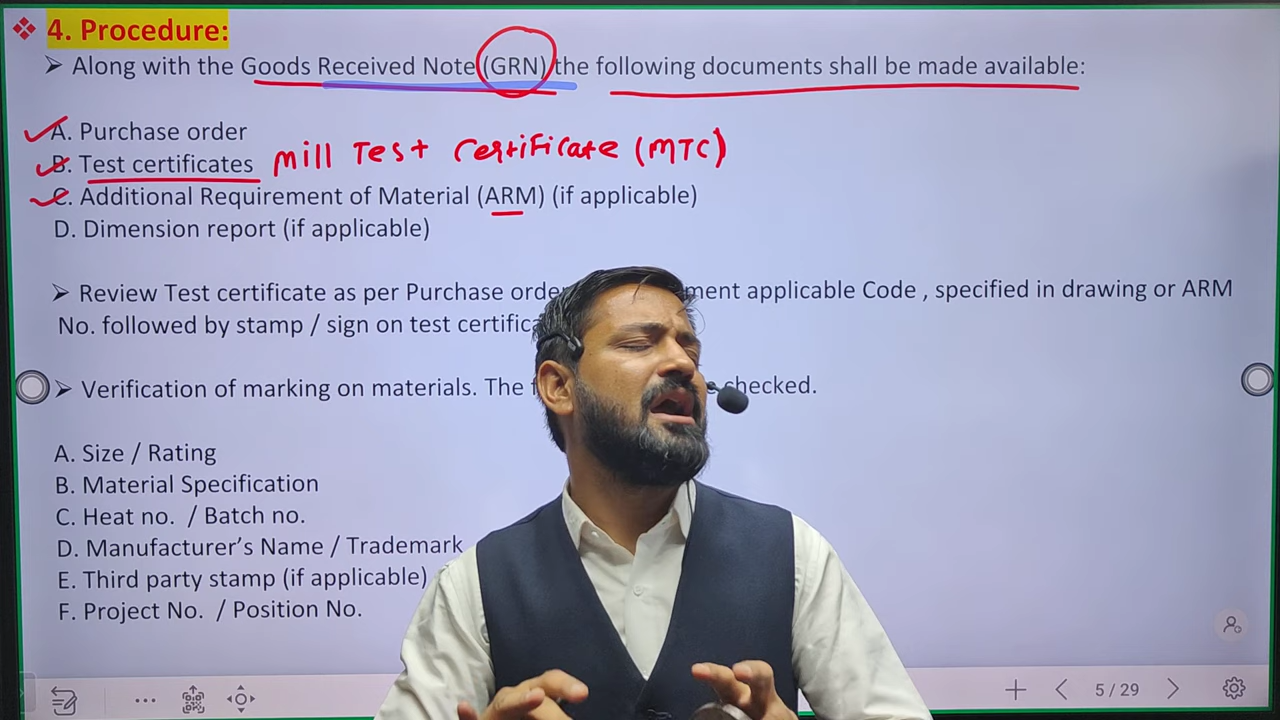 ❖ 4. Procedure:
➢ Along with the Goods Received Note (GRN) the following documents shall be made available:
A. Purchase order
B. Test certificates mill Test Certificate (MTC)
C. Additional Requirement of Material (ARM) (if applicable)
D. Dimension report (if applicable)
➢ Review Test certificate as per Purchase applicable Code , specified in drawing or ARM
No. followed by stamp / sign on test
➢ Verification of marking on materials. The checked.
A. Size / Rating
B. Material Specification
C. Heat no. / Batch no.
D. Manufacturer’s Name / Trademark
E. Third party stamp (if applicable)
F. Project No. / Position No.
5 / 29